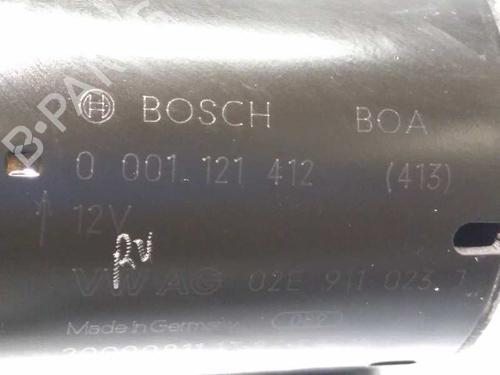 BOSCH BOA
0 001 121 412 (413)
12V
VW AG 02E 911 023
Made in Germany
B-PARTS